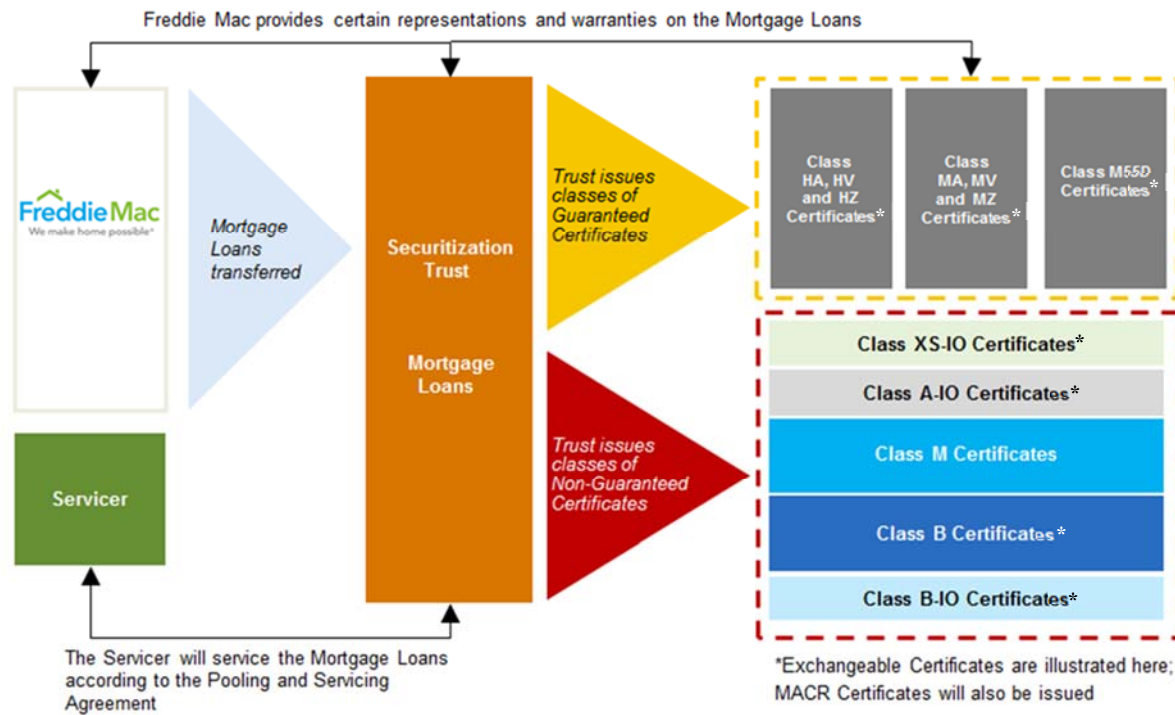 Freddie Mac provides certain representations and warranties on the Mortgage Loans
FreddieMac
We make home possible®
Mortgage
Loans
transferred
Servicer
Securitization
Trust
Mortgage
Loans
Trust issues
classes of
Guaranteed
Certificates
Trust issues
classes of
Non-Guaranteed
Certificates
Class
HA, HV
and HZ
Certificates*
Class
MA, MV
and MZ
Certificates*
Class M55D
Certificates*
Class XS-IO Certificates*
Class A-IO Certificates*
Class M Certificates
Class B Certificates*
Class B-IO Certificates*
The Servicer will service the Mortgage Loans
according to the Pooling and Servicing
Agreement
*Exchangeable Certificates are illustrated here;
MACR Certificates will also be issued